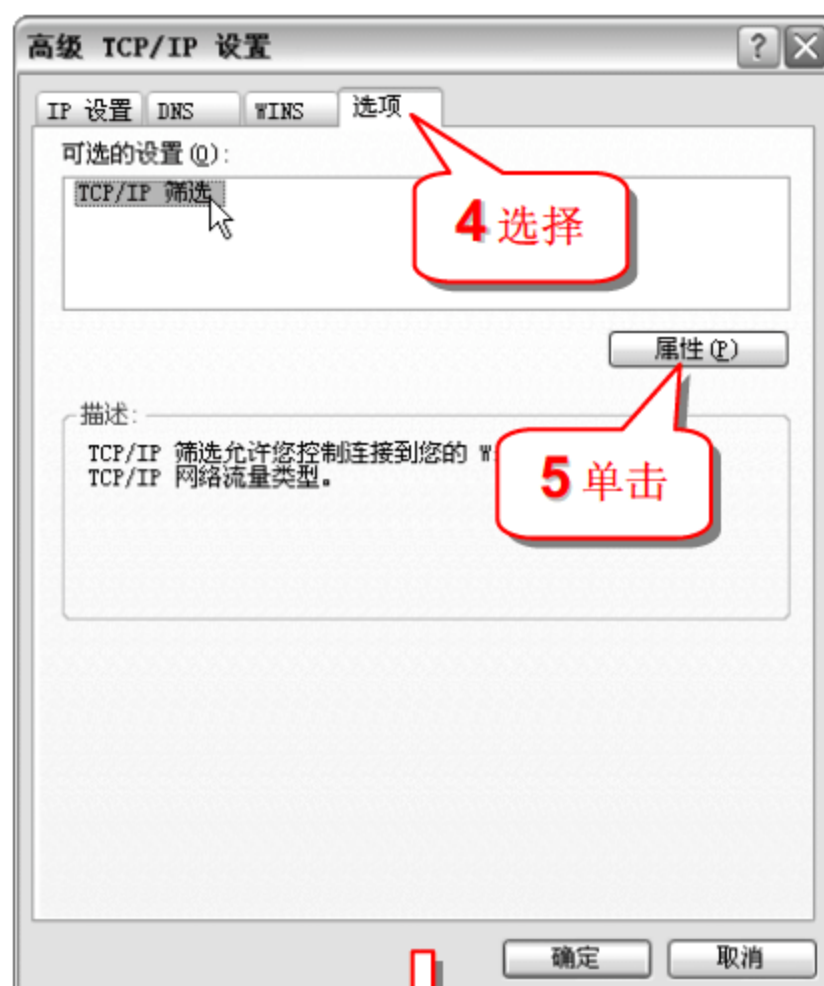 高级 TCP/IP 设置
IP 设置 DNS WINS 选项
可选的设置(O):
TCP/IP 筛选
4 选择
属性(P)
描述:
TCP/IP 筛选允许您控制连接到您的
TCP/IP 网络流量类型。
5 单击
确定 取消